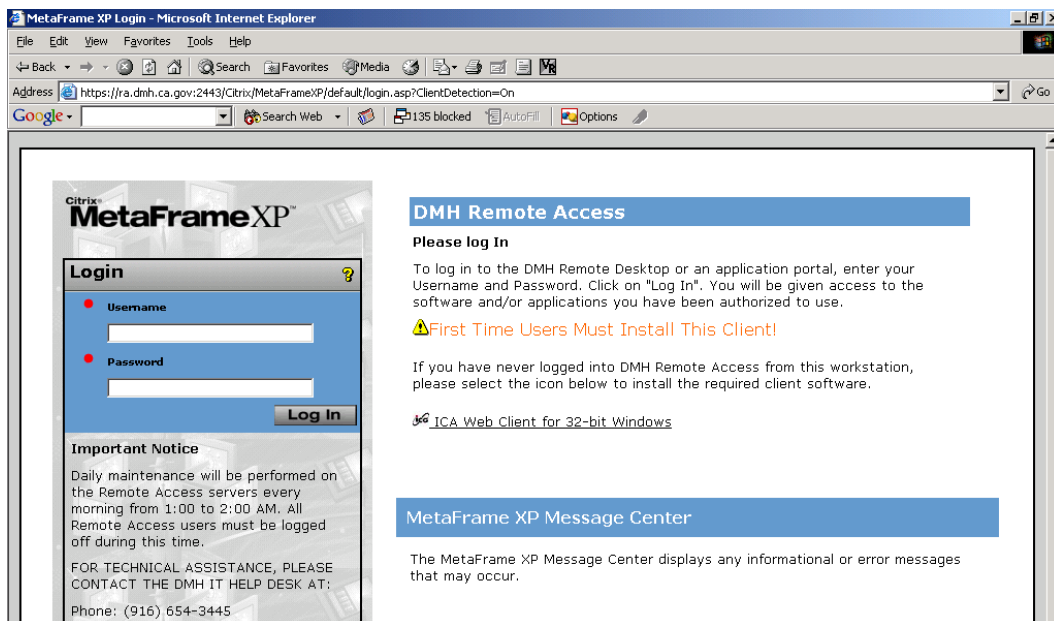 MetaFrame XP Login - Microsoft Internet Explorer
File Edit View Favorites Tools Help
Back Search Favorites Media
Address https://ra.dmh.ca.gov:2443/Citrix/MetaFrameXP/default/login.asp?ClientDetection=On Go
Google Search Web 135 blocked AutoFill Options
Citrix®
MetaFrameXP™
Login ?
Username
Password
Log In
Important Notice
Daily maintenance will be performed on
the Remote Access servers every
morning from 1:00 to 2:00 AM. All
Remote Access users must be logged
off during this time.
FOR TECHNICAL ASSISTANCE, PLEASE
CONTACT THE DMH IT HELP DESK AT:
Phone: (916) 654-3445
DMH Remote Access
Please log In
To log in to the DMH Remote Desktop or an application portal, enter your
Username and Password. Click on "Log In". You will be given access to the
software and/or applications you have been authorized to use.
First Time Users Must Install This Client!
If you have never logged into DMH Remote Access from this workstation,
please select the icon below to install the required client software.
ICA Web Client for 32-bit Windows
MetaFrame XP Message Center
The MetaFrame XP Message Center displays any informational or error messages
that may occur.